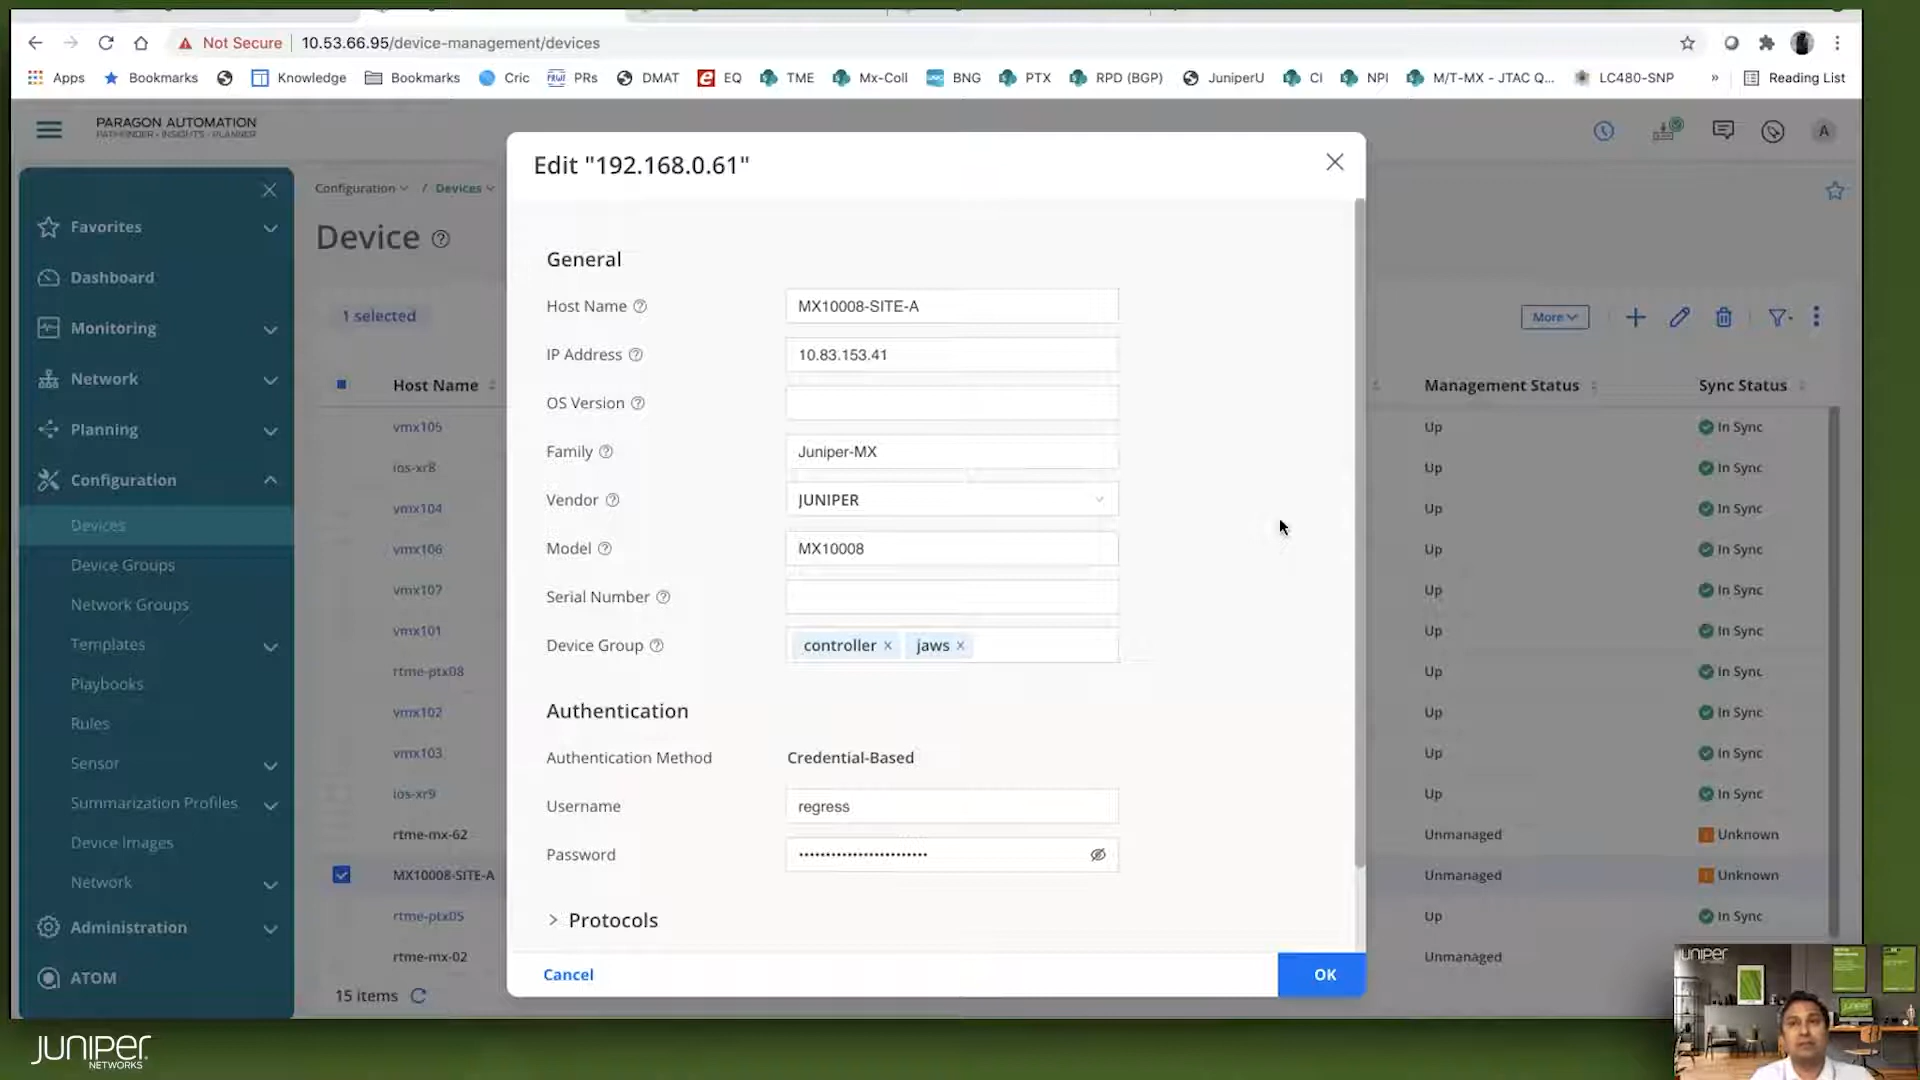 Not Secure 10.53.66.95/device-management/devices
Apps Bookmarks Knowledge Bookmarks Cric PRs DMAT EQ TME Mx-Coll BNG PTX RPD (BGP) JuniperU CI NPI M/T-MX - JTAC Q... LC480-SNP » Reading List
PARAGON AUTOMATION
PATHFINDER • INSIGHTS • PLANNER
A
Favorites
Dashboard
Monitoring
Network
Planning
Configuration
Devices
Device Groups
Network Groups
Templates
Playbooks
Rules
Sensor
Summarization Profiles
Device Images
Network
Administration
ATOM
Configuration / Devices
Device
1 selected
More
Host Name
Management Status
Sync Status
vmx105 Up In Sync
ios-xr8 Up In Sync
vmx104 Up In Sync
vmx106 Up In Sync
vmx107 Up In Sync
vmx101 Up In Sync
rtme-ptx08 Up In Sync
vmx102 Up In Sync
vmx103 Up In Sync
ios-xr9 Up In Sync
rtme-mx-62 Unmanaged Unknown
MX10008-SITE-A Unmanaged Unknown
rtme-ptx05 Up In Sync
rtme-mx-02 Unmanaged
15 items
Edit "192.168.0.61"
General
Host Name MX10008-SITE-A
IP Address 10.83.153.41
OS Version
Family Juniper-MX
Vendor JUNIPER
Model MX10008
Serial Number
Device Group controller × jaws ×
Authentication
Authentication Method Credential-Based
Username regress
Password ••••••••••••••••••••••••
Protocols
Cancel
OK
JUNIPER
NETWORKS